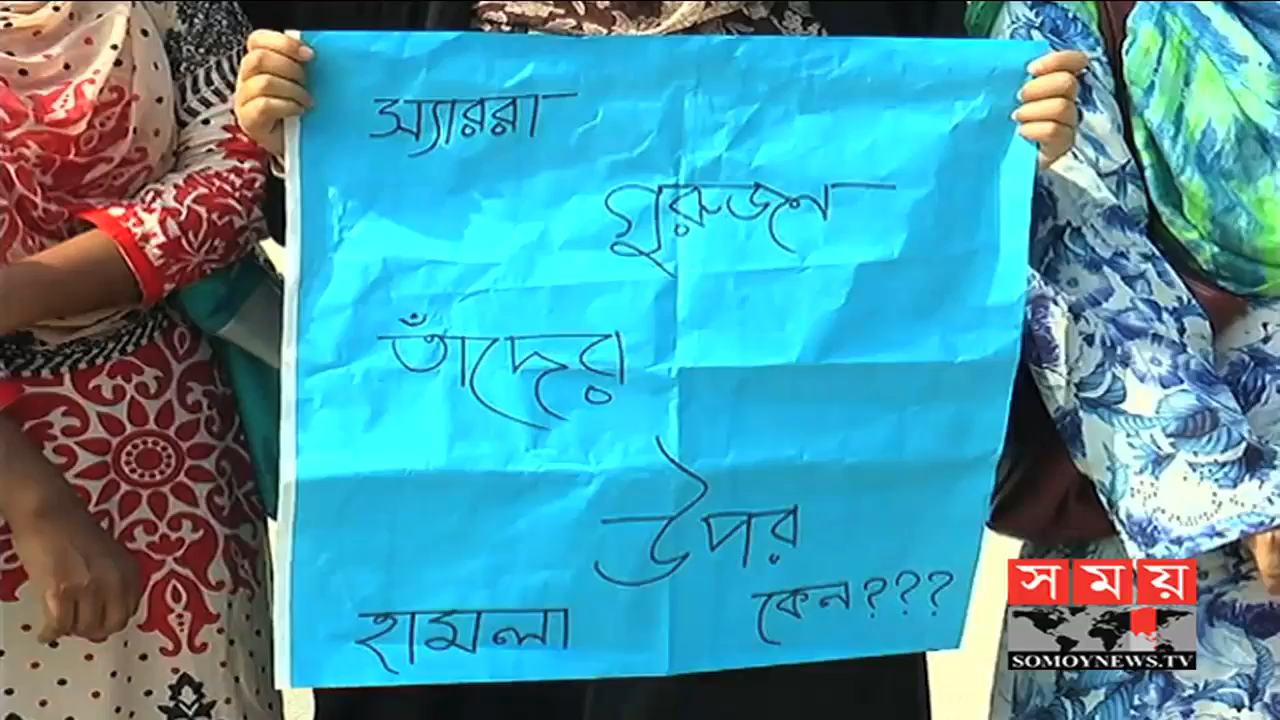 স্যাররা
গুরুজন
তাঁদের
উপর
হামলা
কেন???
সময়
SOMOYNEWS.TV